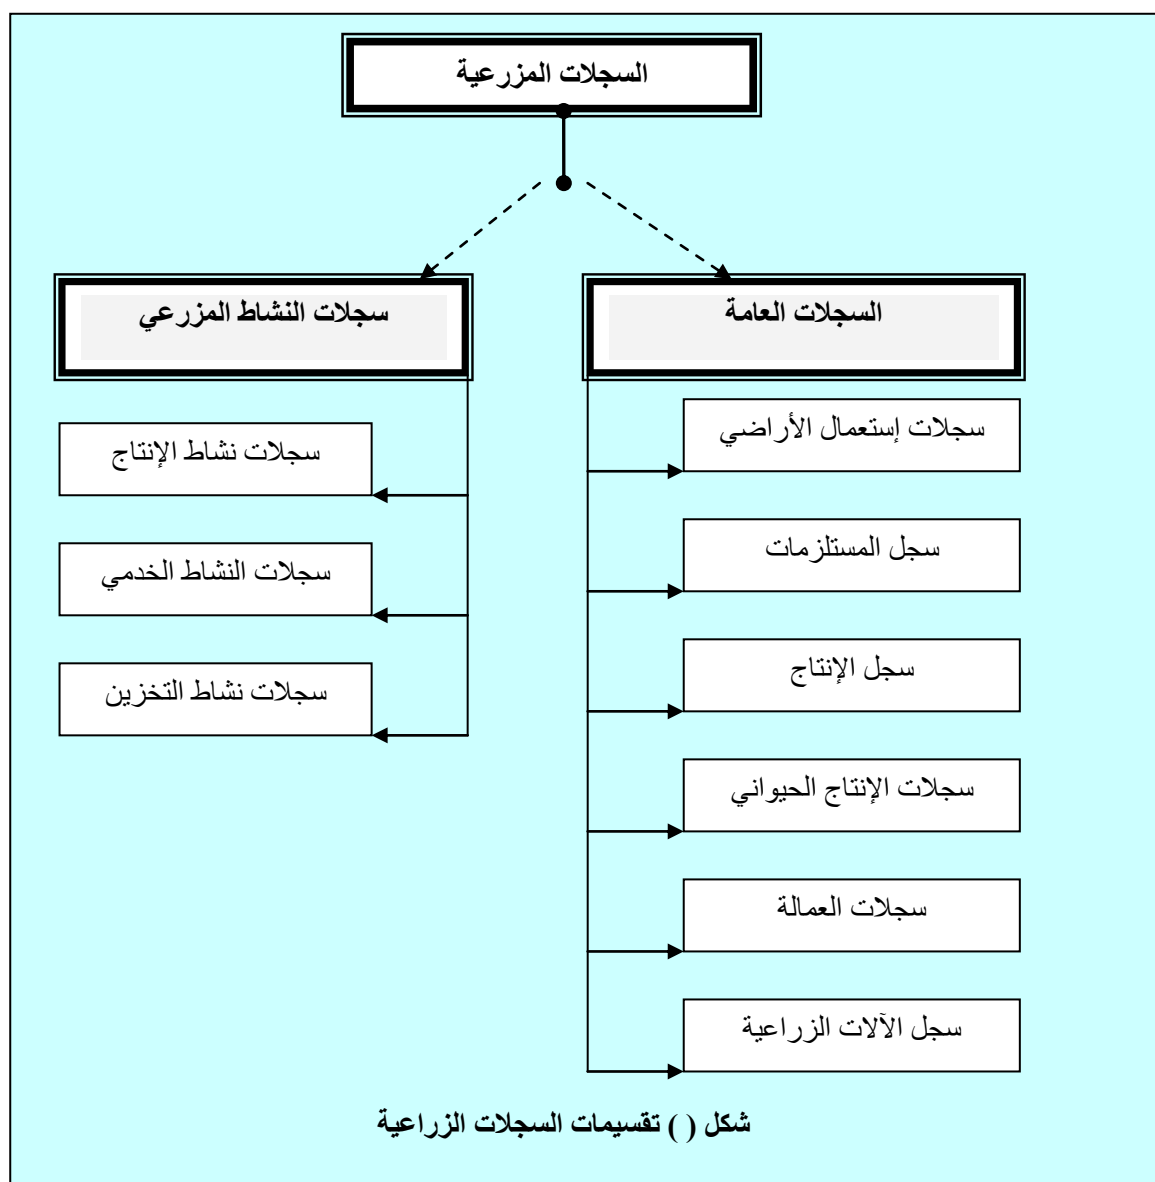 السجلات المزرعية
السجلات العامة
سجلات إستعمال الأراضي
سجل المستلزمات
سجل الإنتاج
سجلات الإنتاج الحيواني
سجلات العمالة
سجل الآلات الزراعية
سجلات النشاط المزرعي
سجلات نشاط الإنتاج
سجلات النشاط الخدمي
سجلات نشاط التخزين
شكل ( ) تقسيمات السجلات الزراعية